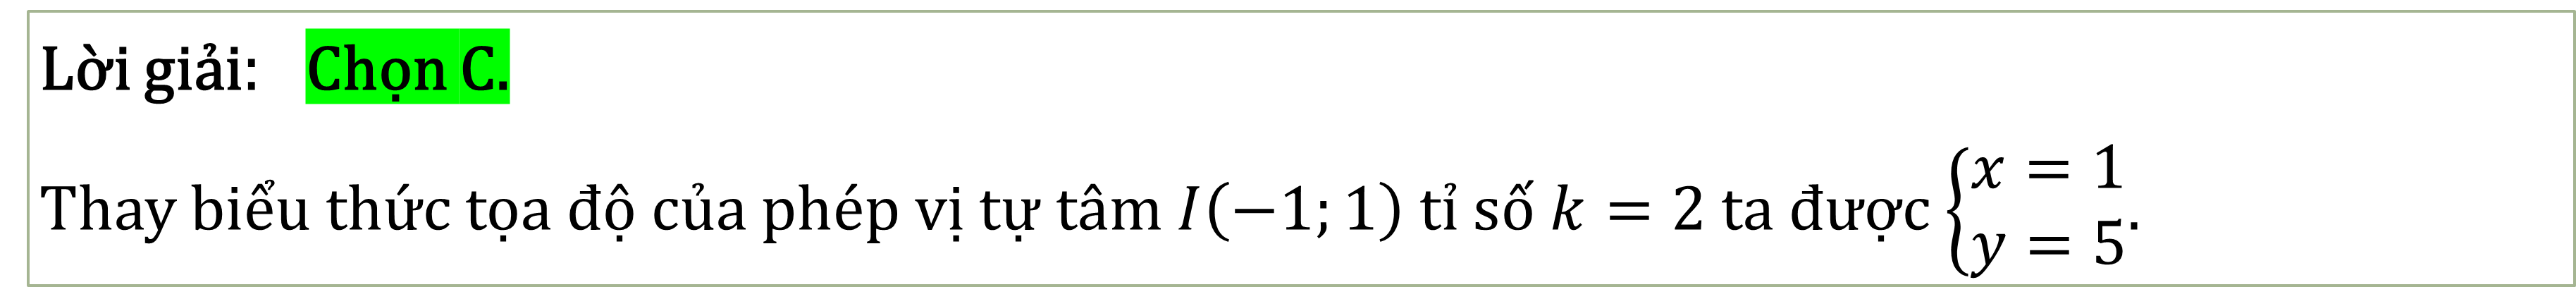 Lời giải: Chọn C.
Thay biểu thức tọa độ của phép vị tự tâm I(−1; 1) tỉ số k = 2 ta được {x = 1
y = 5.